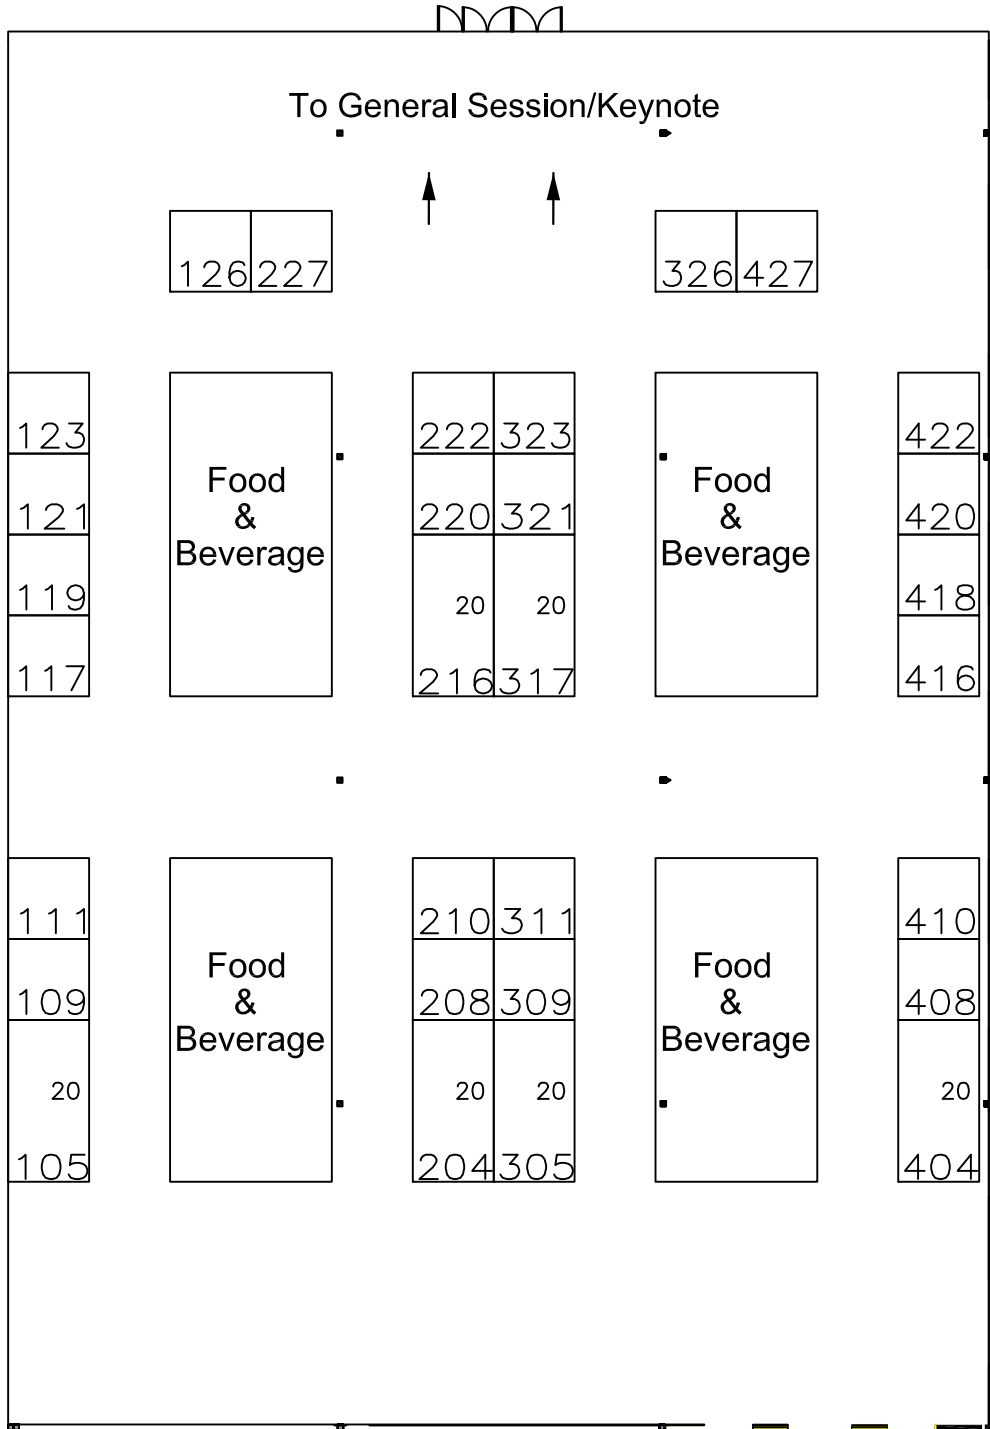 To General Session/Keynote
126 227 326 427
123 222 323 422
Food
&
Beverage
Food
&
Beverage
121 220 321 420
119 20 20 418
117 216 317 416
111 210 311 410
Food
&
Beverage
Food
&
Beverage
109 208 309 408
20 20 20 20
105 204 305 404